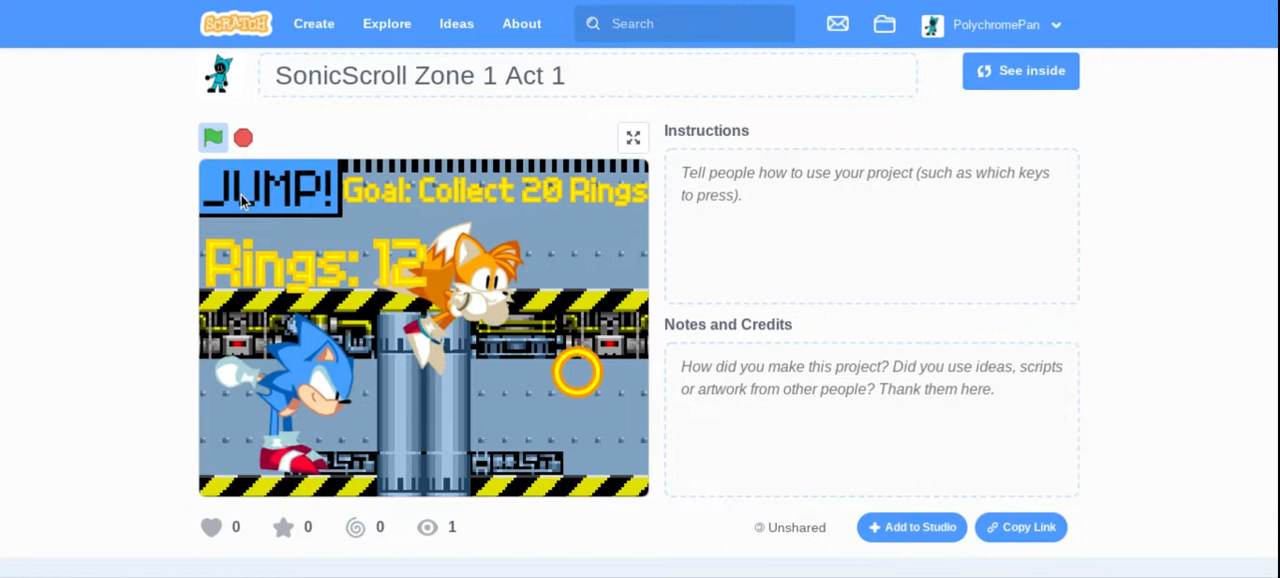 SCRATCH Create Explore Ideas About Search PolychromePan
SonicScroll Zone 1 Act 1
See inside
JUMP!
Goal: Collect 20 Rings
Rings: 12
Instructions
Tell people how to use your project (such as which keys
to press).
Notes and Credits
How did you make this project? Did you use ideas, scripts
or artwork from other people? Thank them here.
0 0 0 1
Unshared
Add to Studio
Copy Link